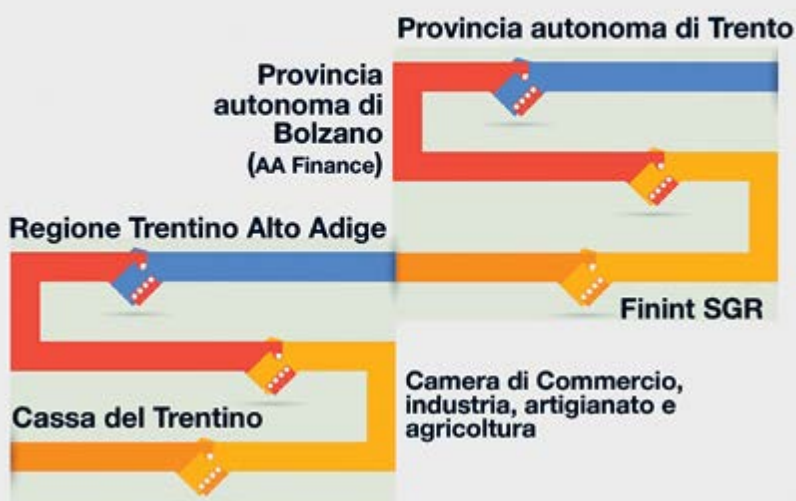 Provincia autonoma di Trento
Provincia
autonoma di
Bolzano
(AA Finance)
Regione Trentino Alto Adige
Finint SGR
Camera di Commercio,
industria, artigianato e
agricoltura
Cassa del Trentino